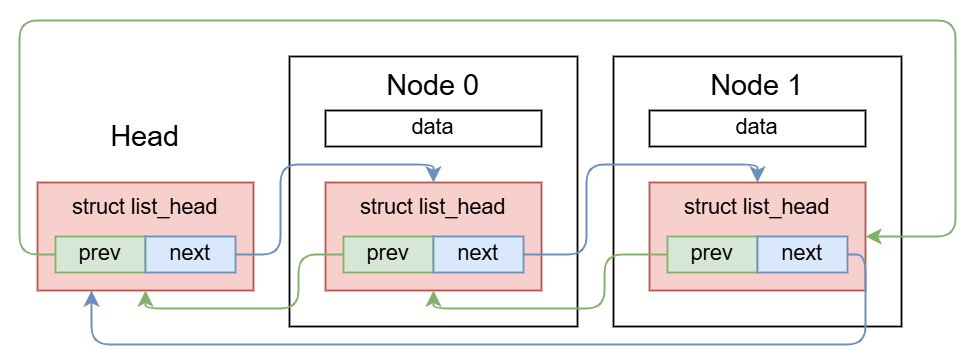 Head
struct list_head
prev
next
Node 0
data
struct list_head
prev
next
Node 1
data
struct list_head
prev
next